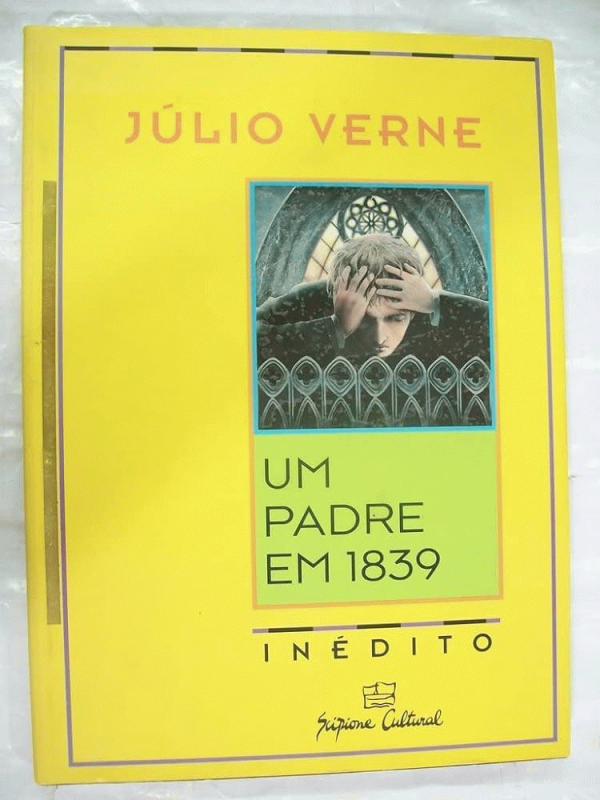 JÚLIO VERNE
UM
PADRE
EM 1839
INÉDITO
Scipione Cultural